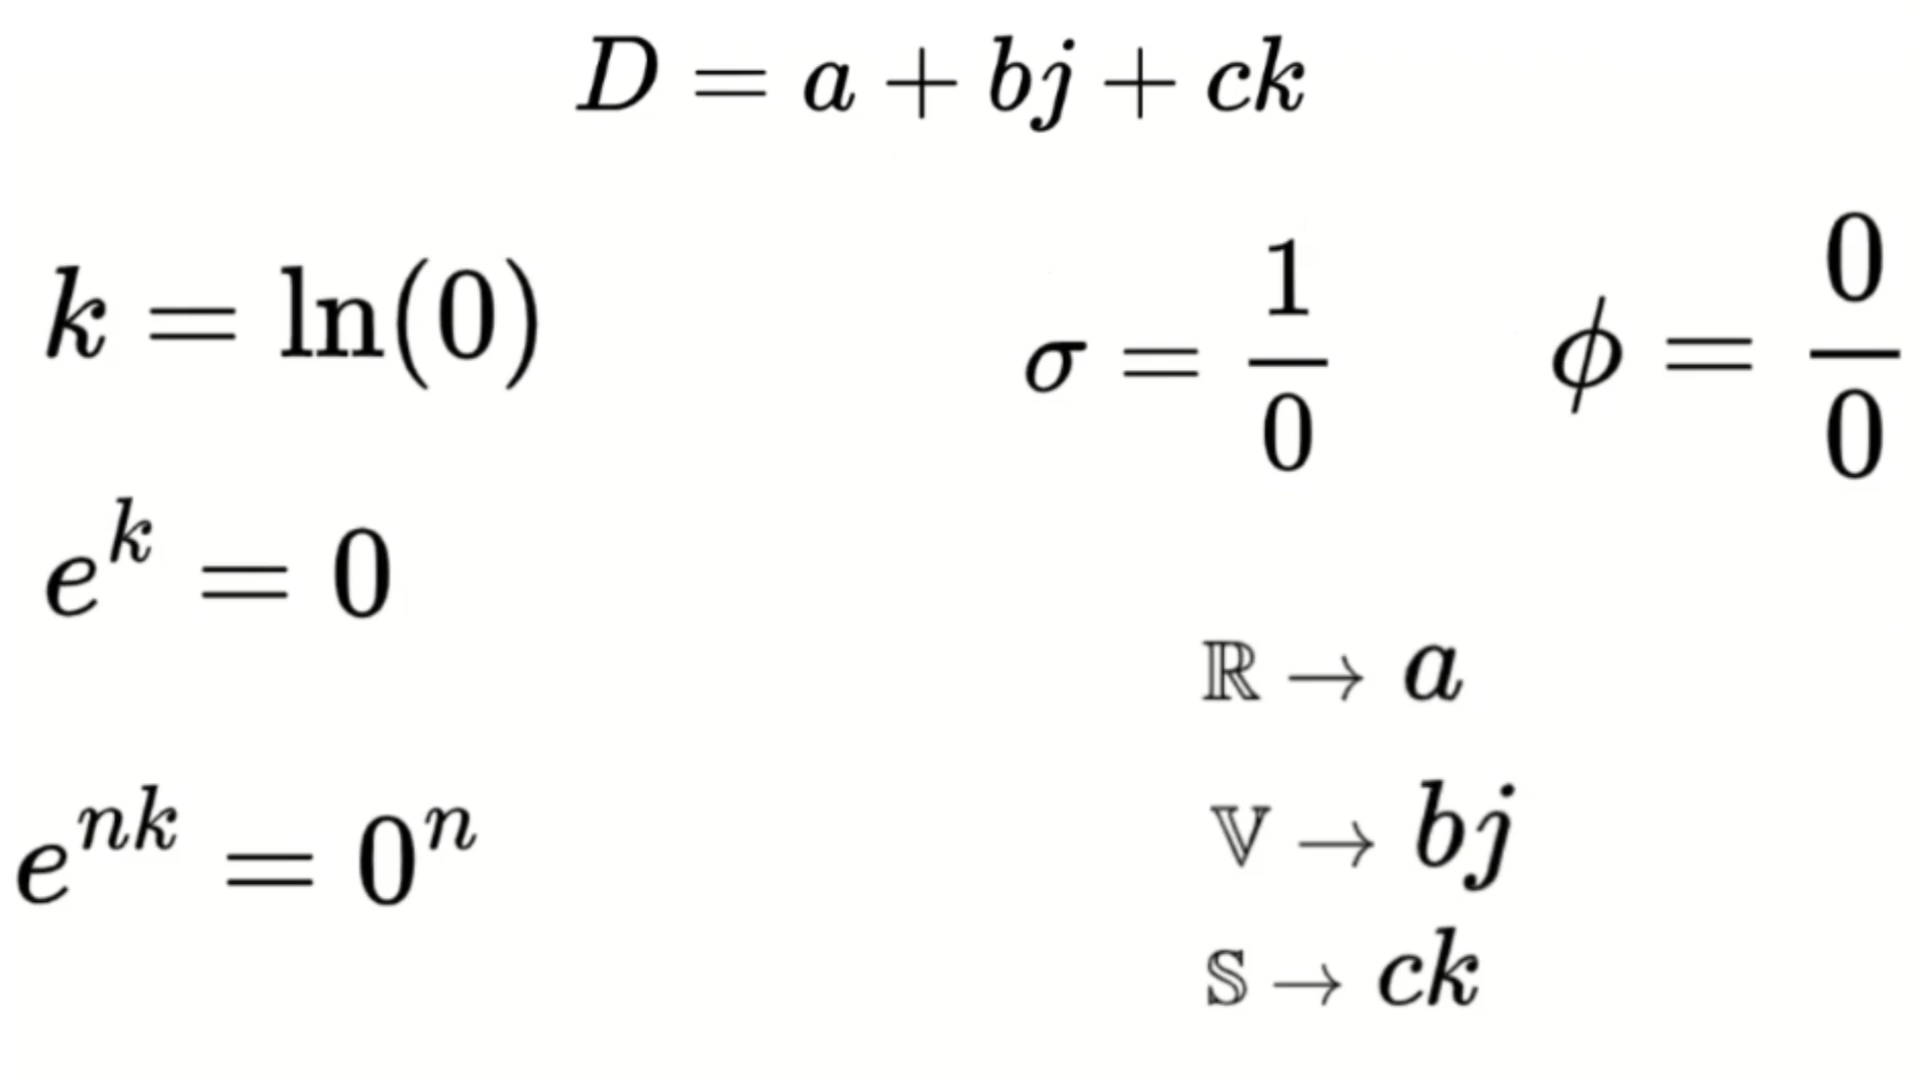 D = a + bj + ck
k = ln(0)
σ = 1/0
ϕ = 0/0
e^k = 0
ℝ → a
e^{nk} = 0^n
𝕍 → bj
𝕊 → ck